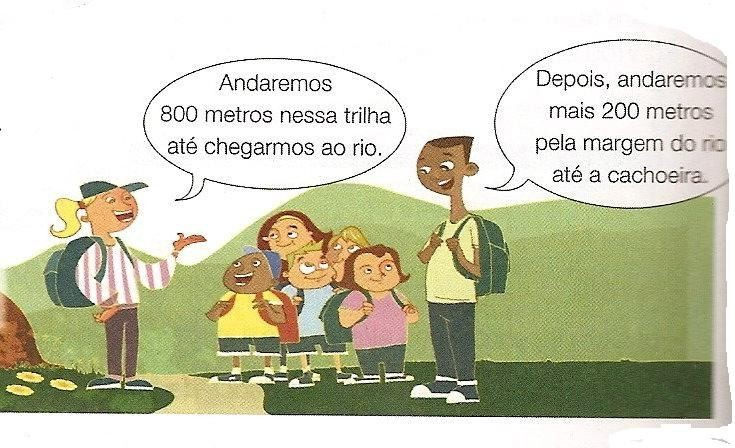 Andaremos
800 metros nessa trilha
até chegarmos ao rio.
Depois, andaremos
mais 200 metros
pela margem do rio
até a cachoeira.